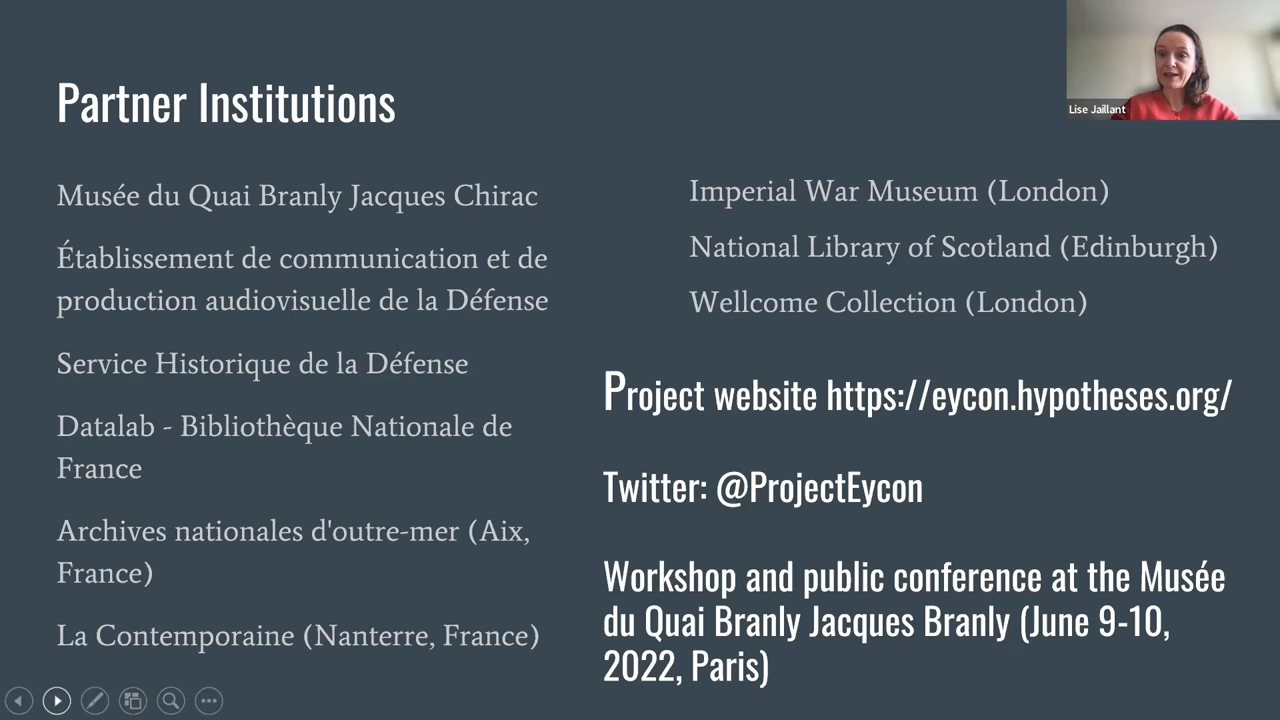 Lise Jaillant
Partner Institutions
Musée du Quai Branly Jacques Chirac
Établissement de communication et de
production audiovisuelle de la Défense
Service Historique de la Défense
Datalab - Bibliothèque Nationale de
France
Archives nationales d'outre-mer (Aix,
France)
La Contemporaine (Nanterre, France)
Imperial War Museum (London)
National Library of Scotland (Edinburgh)
Wellcome Collection (London)
Project website https://eycon.hypotheses.org/
Twitter: @ProjectEycon
Workshop and public conference at the Musée
du Quai Branly Jacques Branly (June 9-10,
2022, Paris)